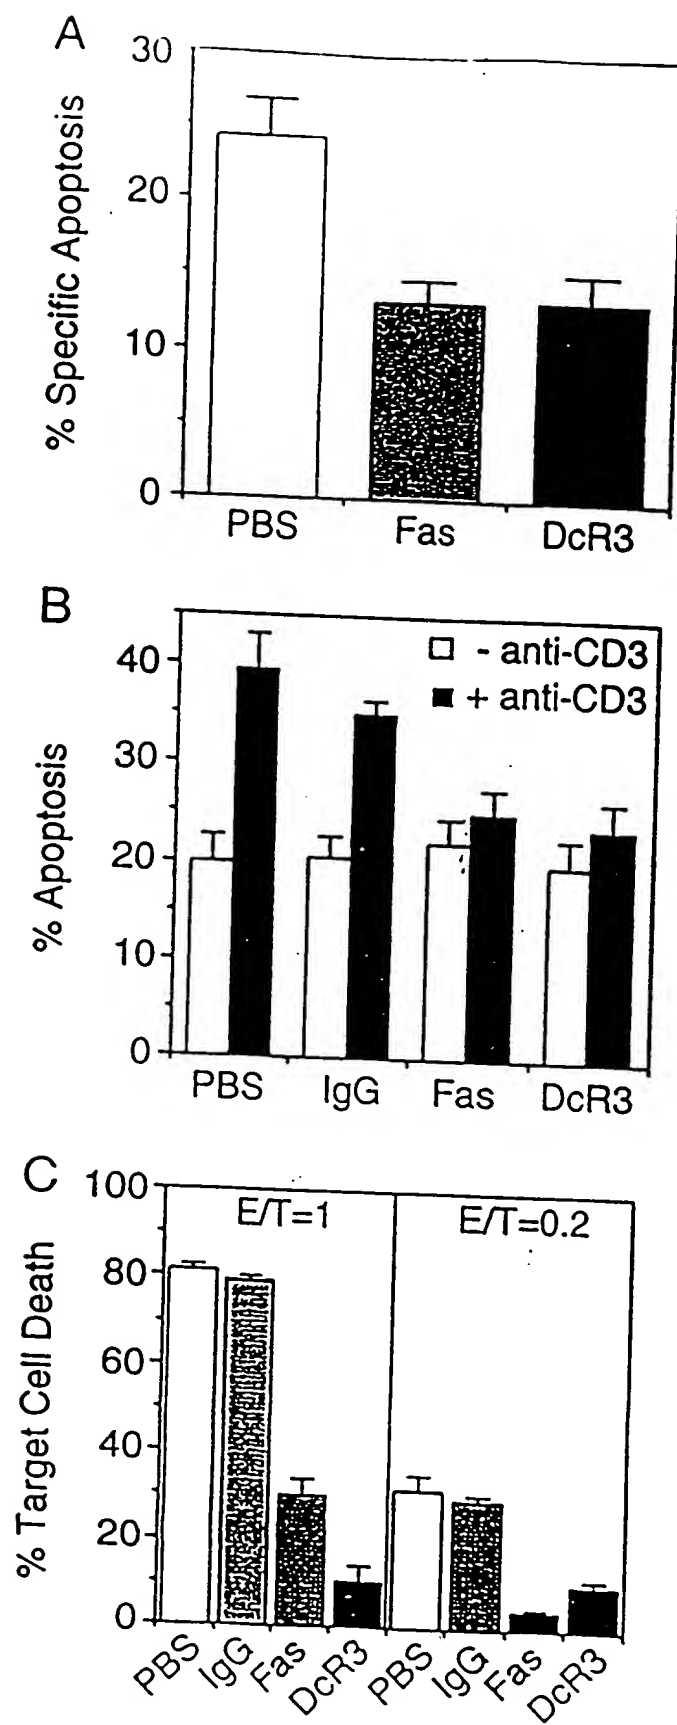 A
30
20
10
0
% Specific Apoptosis
PBS Fas DcR3
B
- anti-CD3
+ anti-CD3
40
30
20
10
0
% Apoptosis
PBS IgG Fas DcR3
C
100
80
60
40
20
0
% Target Cell Death
E/T=1 E/T=0.2
PBS IgG Fas DcR3 PBS IgG Fas DcR3